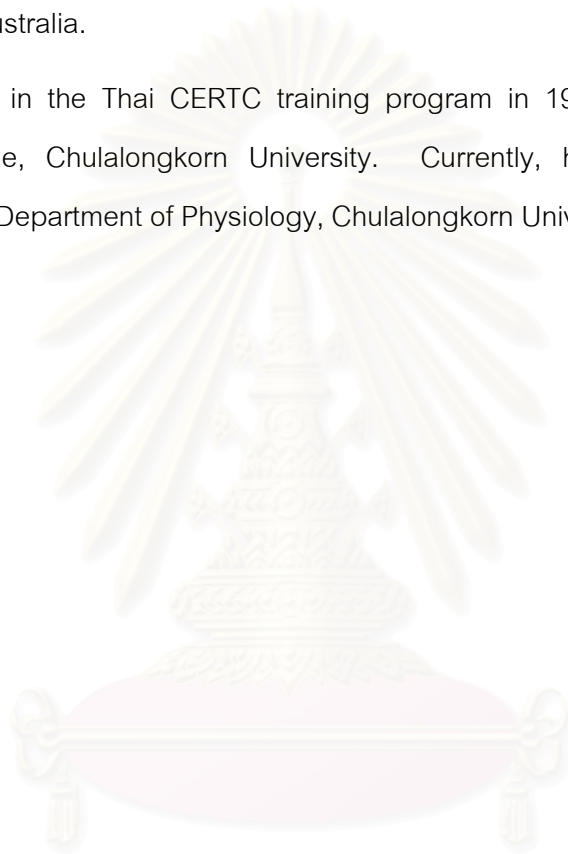 ustralia.
in the Thai CERTC training program in 19
e, Chulalongkorn University. Currently, h
Department of Physiology, Chulalongkorn Univ